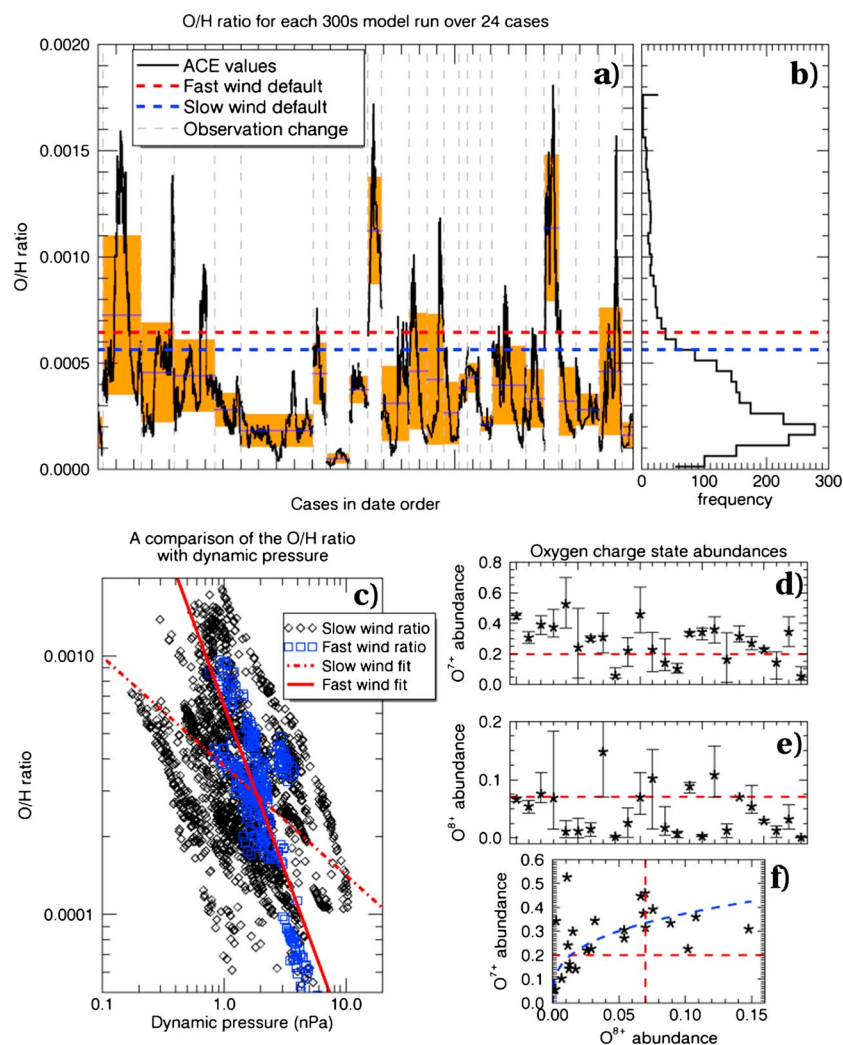 O/H ratio for each 300s model run over 24 cases
0.0020
0.0015
0.0010
0.0005
0.0000
O/H ratio
ACE values
Fast wind default
Slow wind default
Observation change
a)
Cases in date order
b)
0 100 200 300
frequency
A comparison of the O/H ratio
with dynamic pressure
c)
Slow wind ratio
Fast wind ratio
Slow wind fit
Fast wind fit
0.0010
0.0001
O/H ratio
0.1 1.0 10.0
Dynamic pressure (nPa)
Oxygen charge state abundances
d)
0.8
0.6
0.4
0.2
0.0
O7+ abundance
e)
0.2
0.1
0.0
O8+ abundance
f)
0.6
0.5
0.4
0.3
0.2
0.1
0.0
O7+ abundance
0.00 0.05 0.10 0.15
O8+ abundance